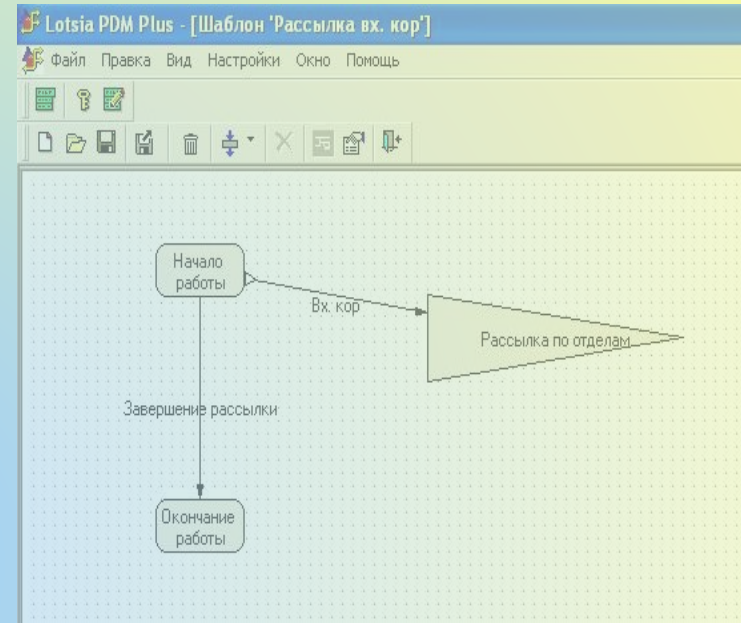 Lotsia PDM Plus - [Шаблон 'Рассылка вх. кор']
Файл Правка Вид Настройки Окно Помощь
Начало
работы
Вх. кор
Рассылка по отделам
Завершение рассылки
Окончание
работы